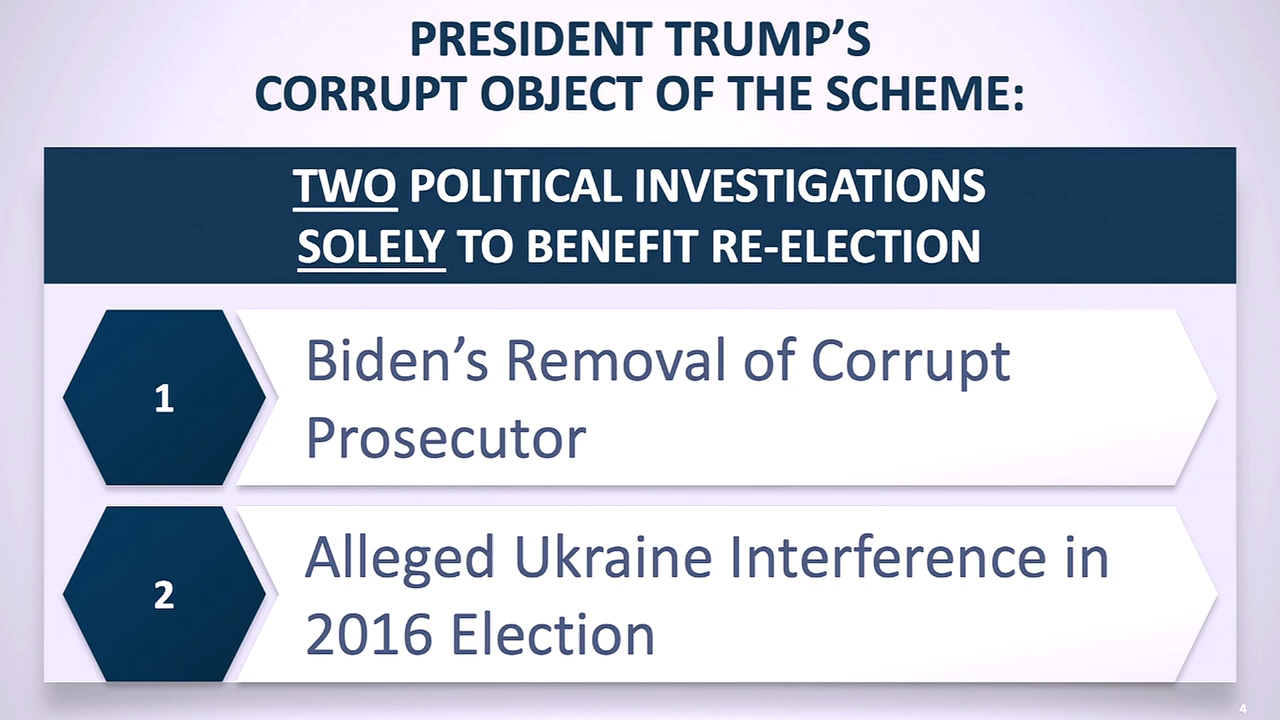 PRESIDENT TRUMP’S
CORRUPT OBJECT OF THE SCHEME:
TWO POLITICAL INVESTIGATIONS
SOLELY TO BENEFIT RE-ELECTION
1
Biden’s Removal of Corrupt
Prosecutor
2
Alleged Ukraine Interference in
2016 Election
4